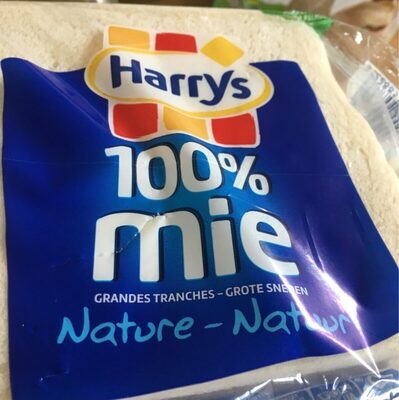 Harrys
100%
mie
GRANDES TRANCHES – GROTE SNEDEN
Nature – Natuur